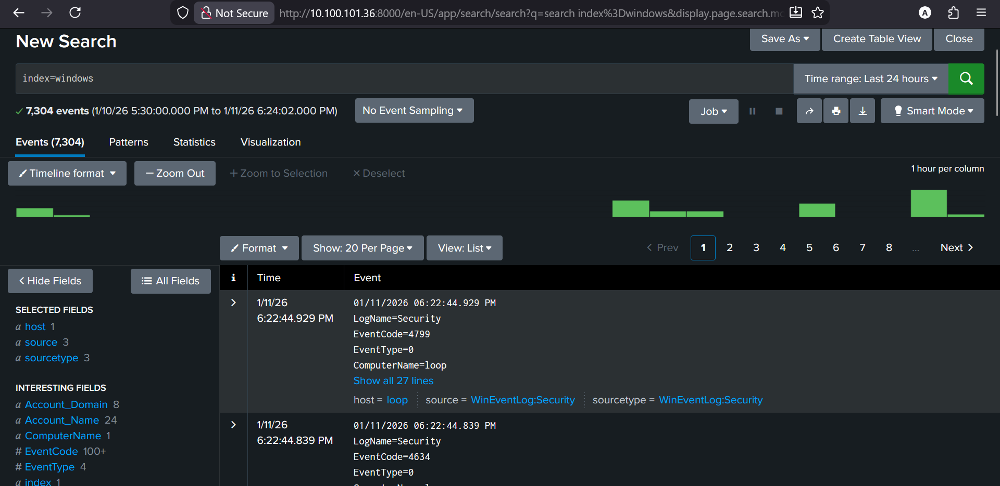 Not Secure http://10.100.101.36:8000/en-US/app/search/search?q=search index%3Dwindows&display.page.search.mo
A
New Search
Save As Create Table View Close
index=windows
Time range: Last 24 hours
7,304 events (1/10/26 5:30:00.000 PM to 1/11/26 6:24:02.000 PM)
No Event Sampling
Job
Smart Mode
Events (7,304) Patterns Statistics Visualization
Timeline format
— Zoom Out
+ Zoom to Selection
× Deselect
1 hour per column
Format
Show: 20 Per Page
View: List
< Prev 1 2 3 4 5 6 7 8 ... Next >
< Hide Fields
All Fields
SELECTED FIELDS
a host 1
a source 3
a sourcetype 3
INTERESTING FIELDS
a Account_Domain 8
a Account_Name 24
a ComputerName 1
# EventCode 100+
# EventType 4
a index 1
i Time Event
> 1/11/26
6:22:44.929 PM
01/11/2026 06:22:44.929 PM
LogName=Security
EventCode=4799
EventType=0
ComputerName=loop
Show all 27 lines
host = loop source = WinEventLog:Security sourcetype = WinEventLog:Security
> 1/11/26
6:22:44.839 PM
01/11/2026 06:22:44.839 PM
LogName=Security
EventCode=4634
EventType=0